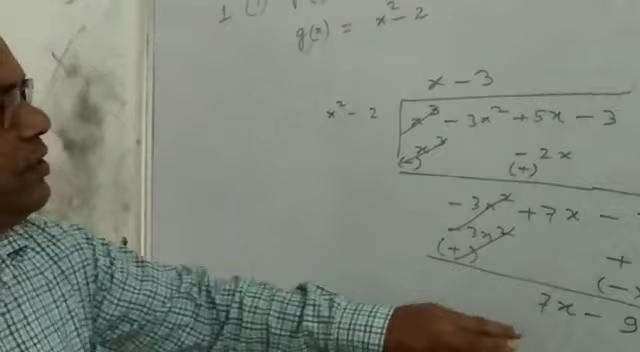 1 (i)
g(x) = x² - 2
x - 3
x² - 2 x³ - 3x² + 5x - 3
x³ - 2x
(-) (+)
- 3x² + 7x -
- 3x² +
(+) (-)
7x - 9